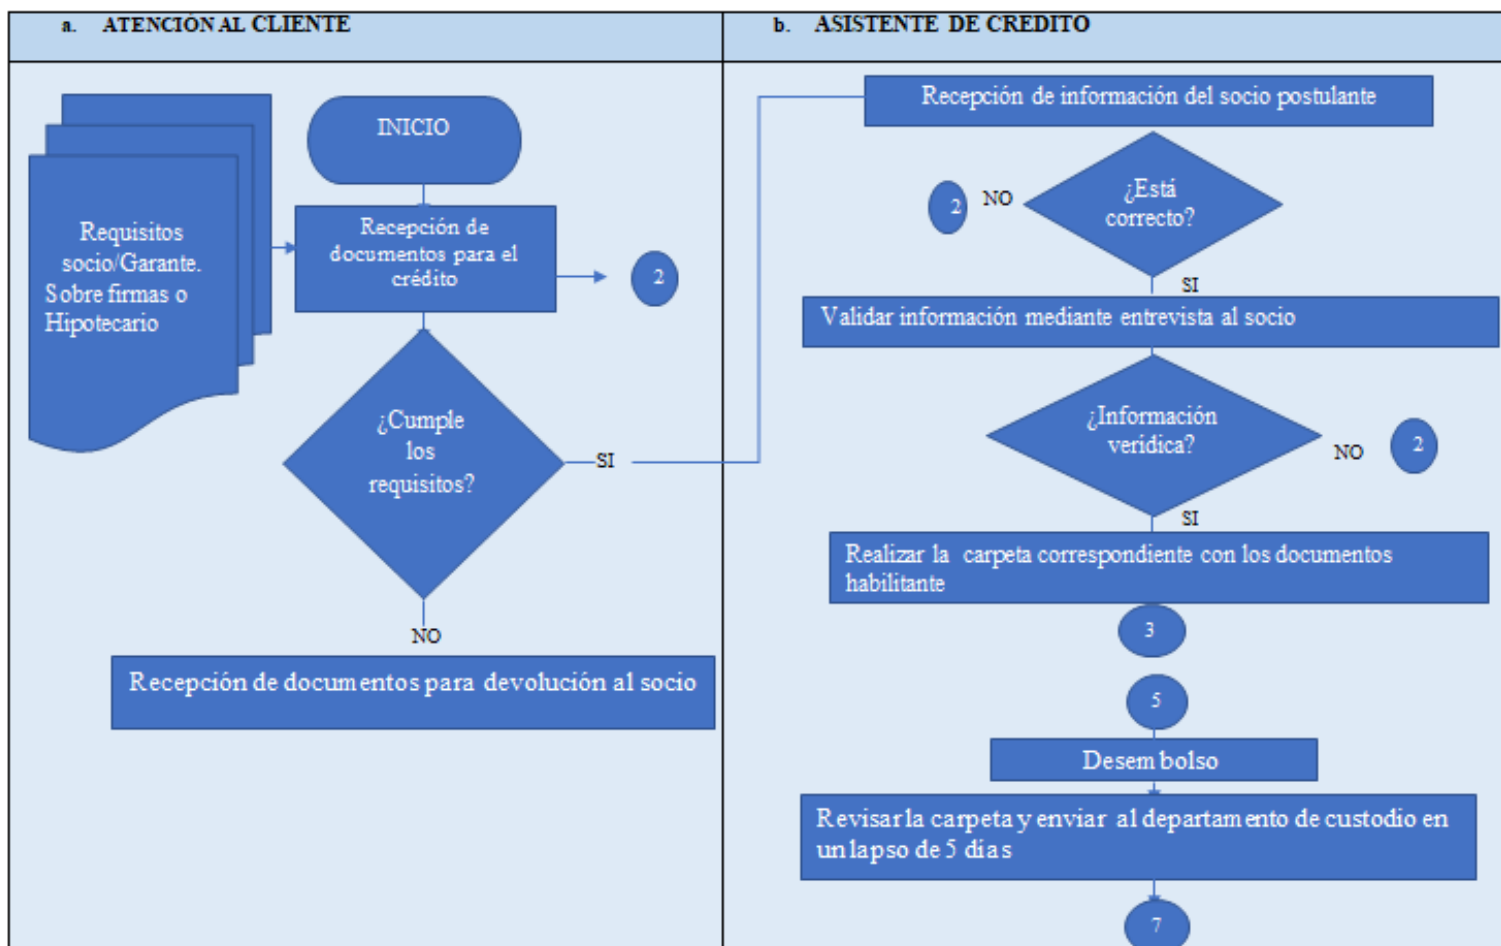 a. ATENCIÓN AL CLIENTE
INICIO
Requisitos
socio/Garante.
Sobre firmas o
Hipotecario
Recepción de
documentos para el
crédito
2
¿Cumple
los
requisitos?
SI
NO
Recepción de documentos para devolución al socio
b. ASISTENTE DE CREDITO
Recepción de información del socio postulante
¿Está
correcto?
NO
2
SI
Validar información mediante entrevista al socio
¿Información
verídica?
NO
2
SI
Realizar la carpeta correspondiente con los documentos
habilitante
3
5
Desembolso
Revisar la carpeta y enviar al departamento de custodio en
un lapso de 5 días
7